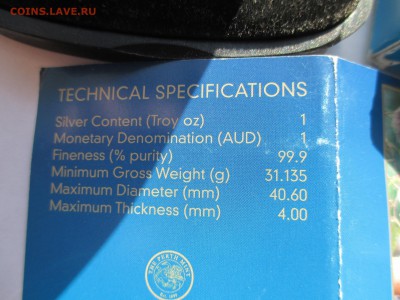 COINS.LAVE.RU
TECHNICAL SPECIFICATIONS
Silver Content (Troy oz) 1
Monetary Denomination (AUD) 1
Fineness (% purity) 99.9
Minimum Gross Weight (g) 31.135
Maximum Diameter (mm) 40.60
Maximum Thickness (mm) 4.00
THE PERTH MINT